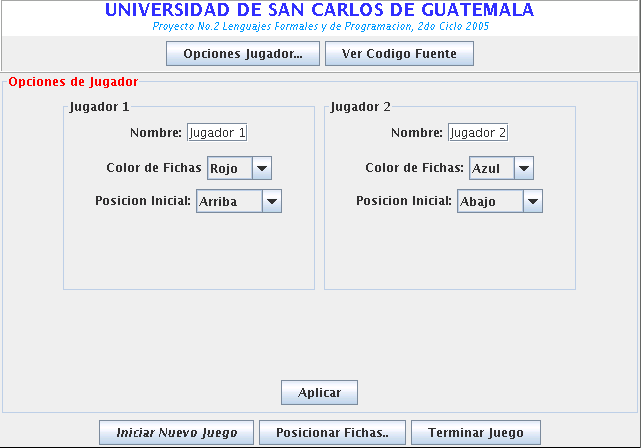 UNIVERSIDAD DE SAN CARLOS DE GUATEMALA
Proyecto No.2 Lenguajes Formales y de Programacion, 2do Ciclo 2005
Opciones Jugador... Ver Codigo Fuente
Opciones de Jugador
Jugador 1 Jugador 2
Nombre: Jugador 1 Nombre: Jugador 2
Color de Fichas Rojo Color de Fichas: Azul
Posicion Inicial: Arriba Posicion Inicial: Abajo
Aplicar
Iniciar Nuevo Juego Posicionar Fichas.. Terminar Juego